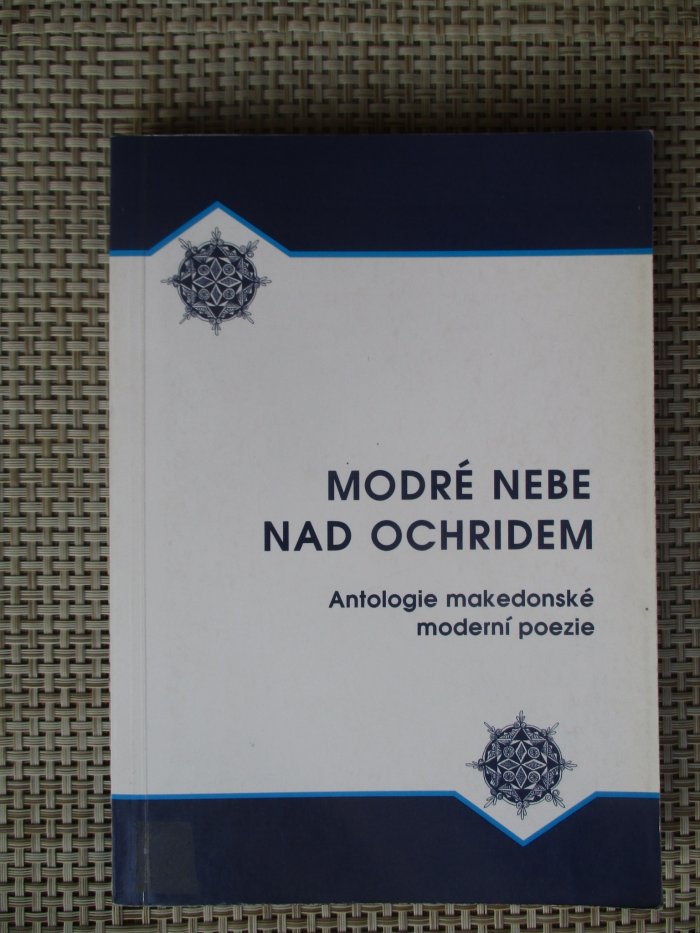 MODRÉ NEBE
NAD OCHRIDEM
Antologie makedonské
moderní poezie